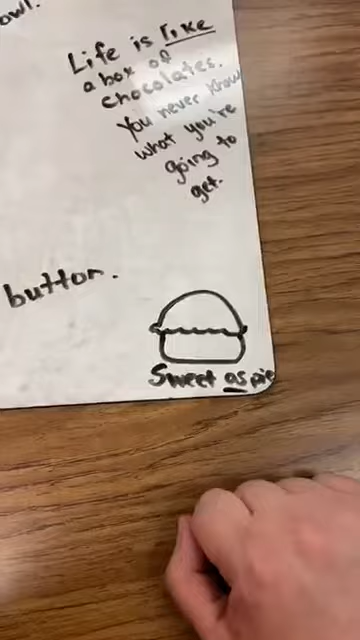 owl.
Life is like
a box of
chocolates.
You never know
what you're
going to
get.
button.
Sweet as pie